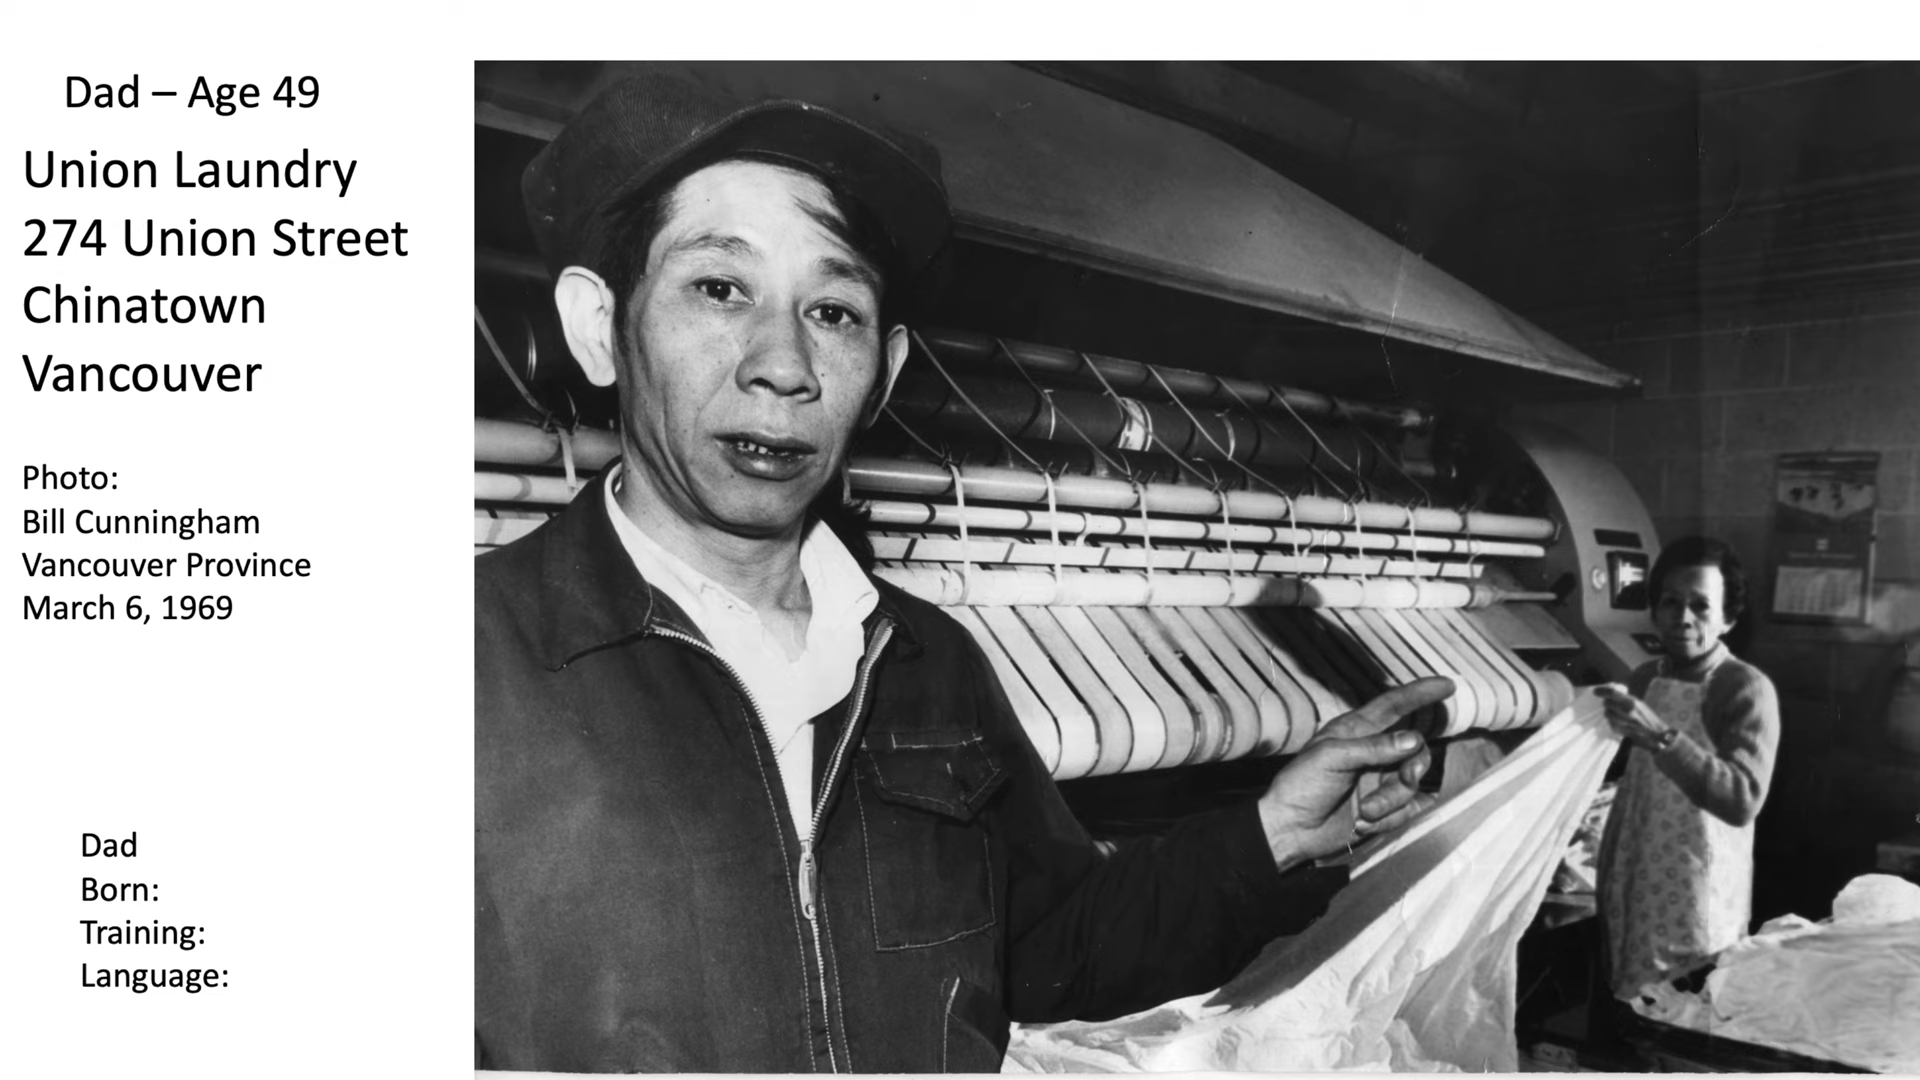 Dad – Age 49
Union Laundry
274 Union Street
Chinatown
Vancouver
Photo:
Bill Cunningham
Vancouver Province
March 6, 1969
Dad
Born:
Training:
Language: